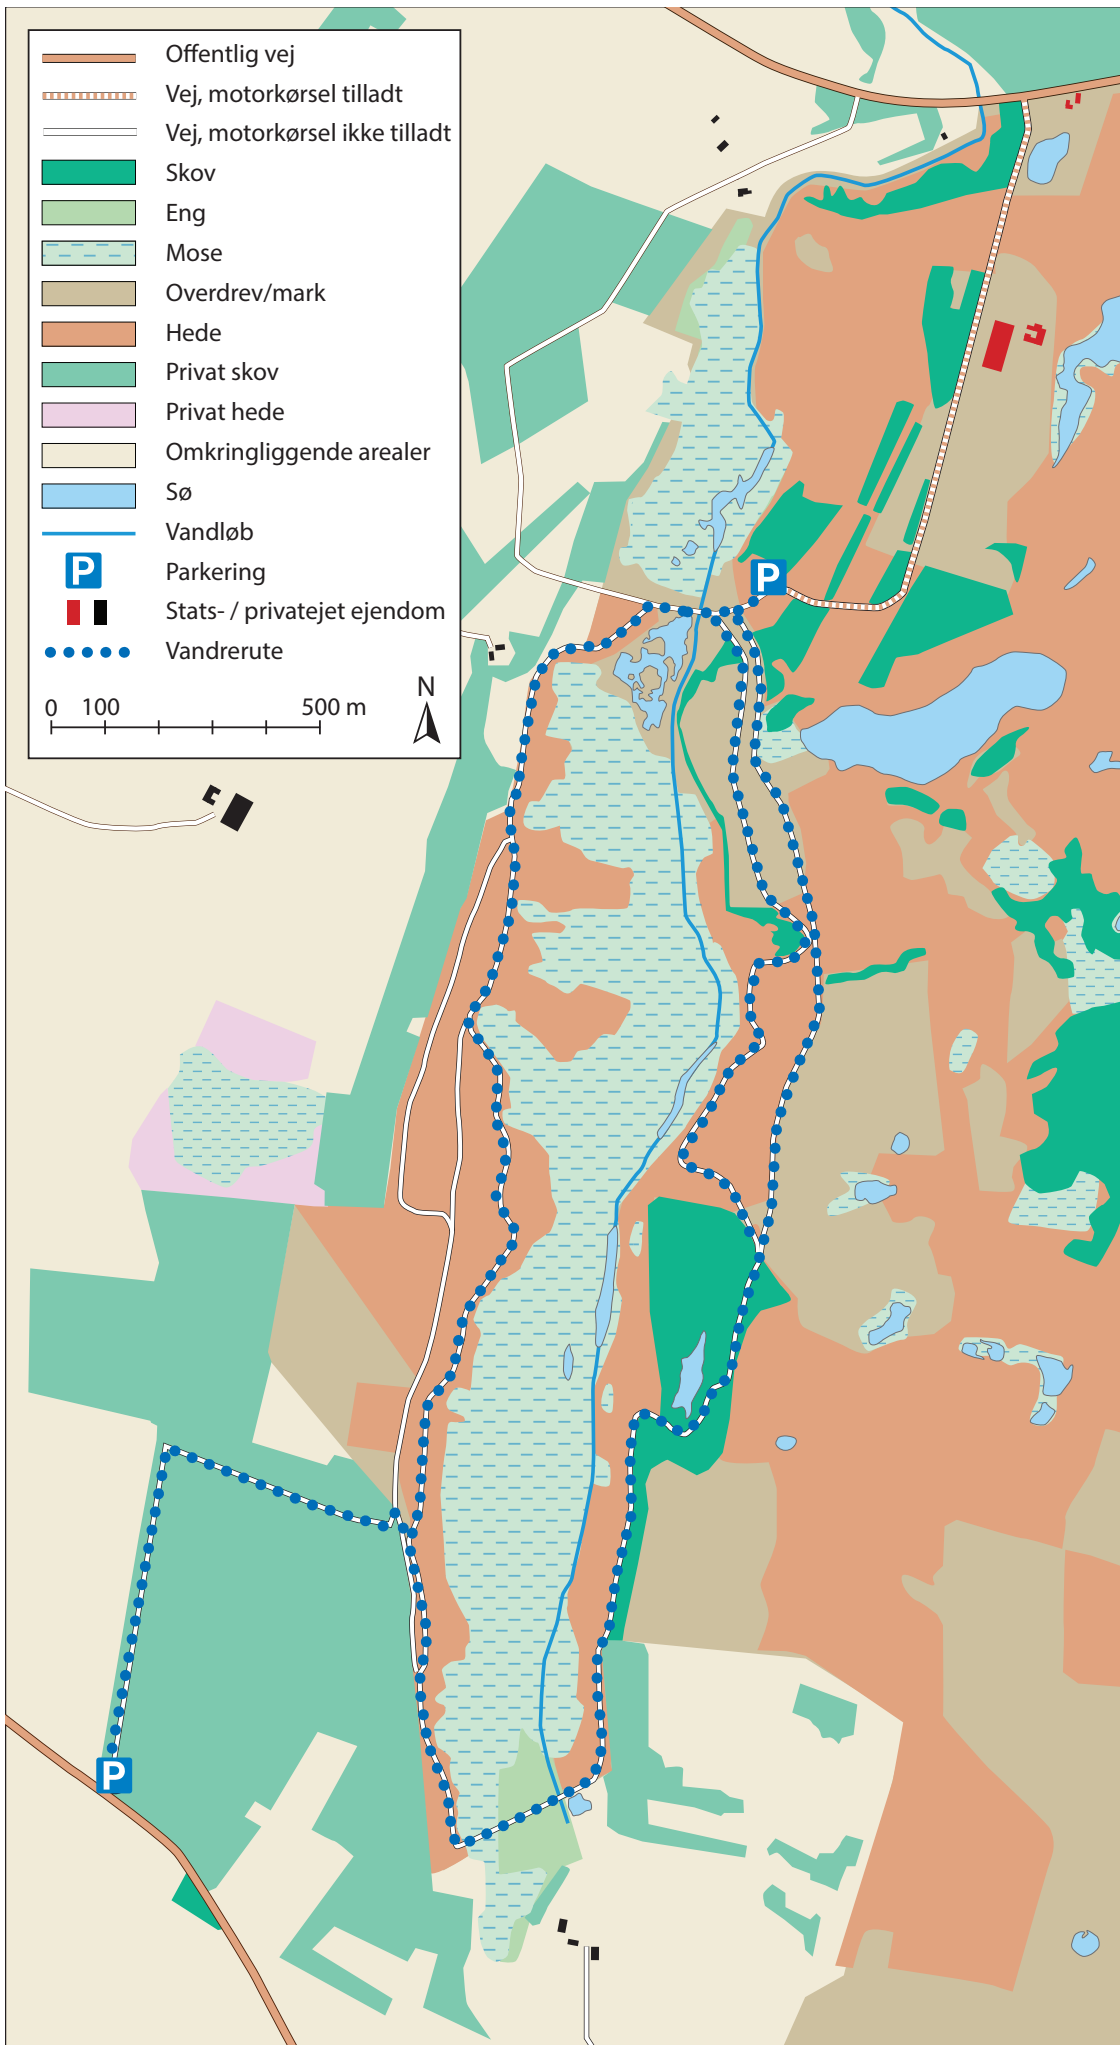 Offentlig vej
Vej, motorkørsel tilladt
Vej, motorkørsel ikke tilladt
Skov
Eng
Mose
Overdrev/mark
Hede
Privat skov
Privat hede
Omkringliggende arealer
Sø
Vandløb
P Parkering
Stats- / privatejet ejendom
Vandrerute
N
0 100 500 m
P
P